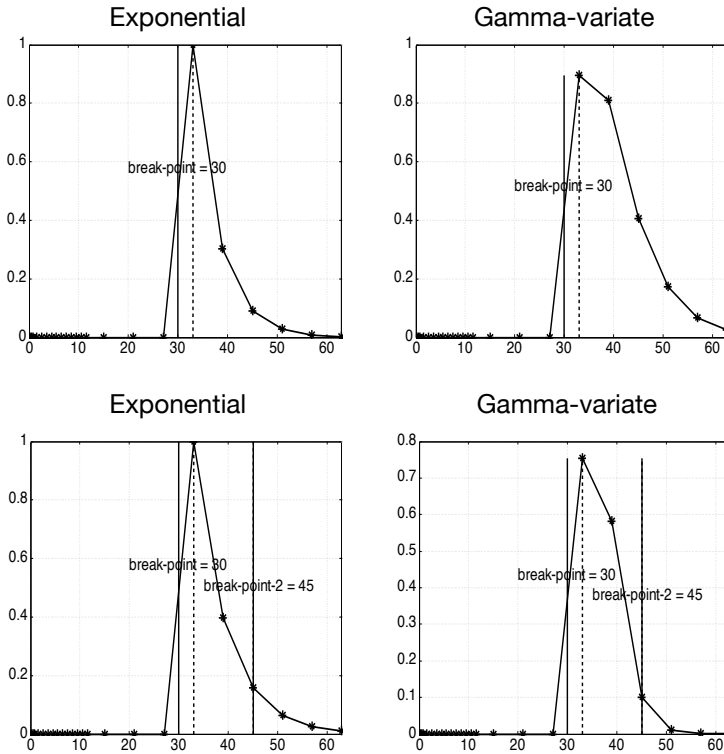 Exponential
1
0.8
0.6
0.4
0.2
0
break-point = 30
0 10 20 30 40 50 60
Gamma-variate
1
0.8
0.6
0.4
0.2
0
break-point = 30
0 10 20 30 40 50 60
Exponential
1
0.8
0.6
0.4
0.2
0
break-point = 30
break-point-2 = 45
0 10 20 30 40 50 60
Gamma-variate
0.8
0.7
0.6
0.5
0.4
0.3
0.2
0.1
0
break-point = 30
break-point-2 = 45
0 10 20 30 40 50 60